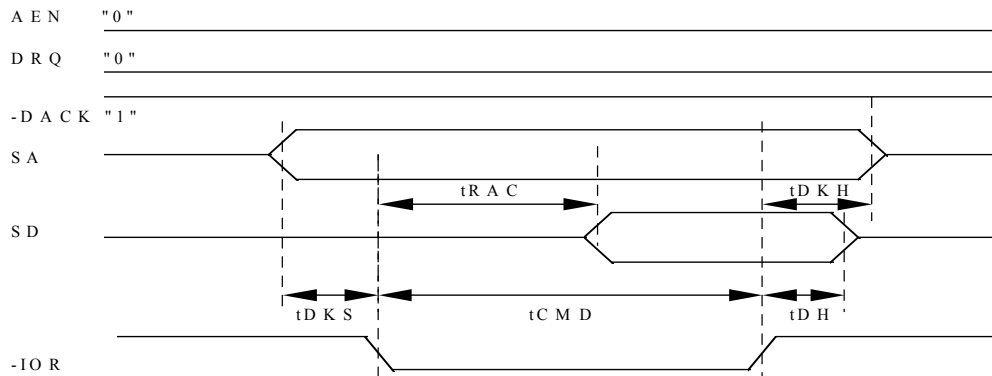 AEN "0"
DRQ "0"
-DACK "1"
SA
tRAC tDKH
SD
tDKS tCMD tDH
-IOR